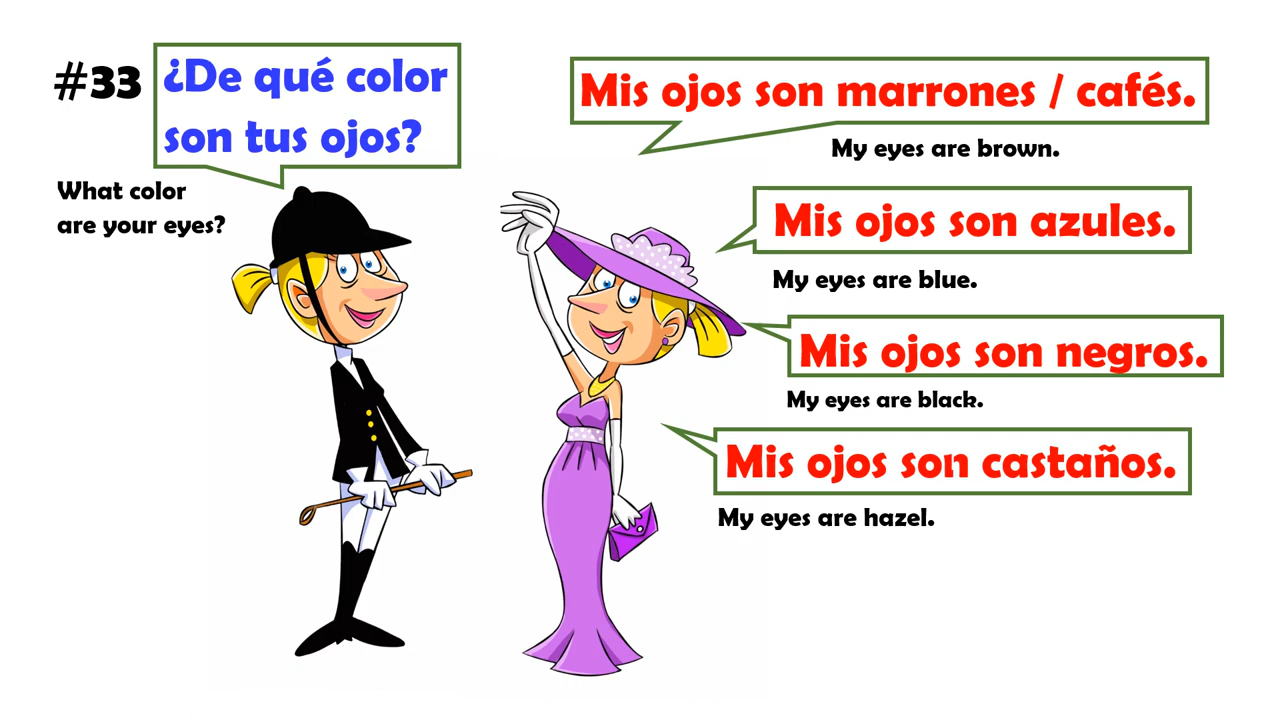 #33
¿De qué color
son tus ojos?
What color
are your eyes?
Mis ojos son marrones / cafés.
My eyes are brown.
Mis ojos son azules.
My eyes are blue.
Mis ojos son negros.
My eyes are black.
Mis ojos son castaños.
My eyes are hazel.